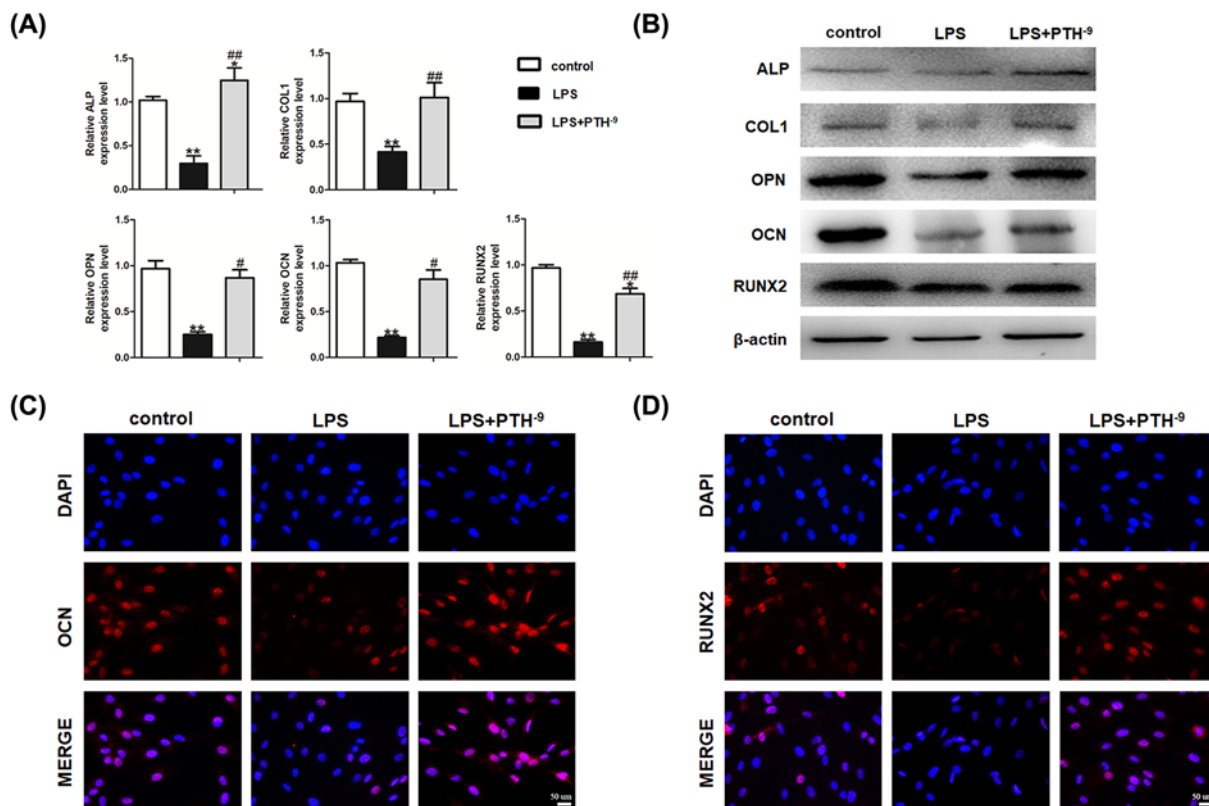 (A)
Relative ALP
expression level
1.5
1.0
0.5
0.0
**
##
*
Relative COL1
expression level
1.5
1.0
0.5
0.0
**
##
control
LPS
LPS+PTH⁻⁹
Relative OPN
expression level
1.5
1.0
0.5
0.0
**
#
Relative OCN
expression level
1.5
1.0
0.5
0.0
**
#
Relative RUNX2
expression level
1.5
1.0
0.5
0.0
**
##
*
(B)
control LPS LPS+PTH⁻⁹
ALP
COL1
OPN
OCN
RUNX2
β-actin
(C)
control LPS LPS+PTH⁻⁹
DAPI
OCN
MERGE
50 um
(D)
control LPS LPS+PTH⁻⁹
DAPI
RUNX2
MERGE
50 um